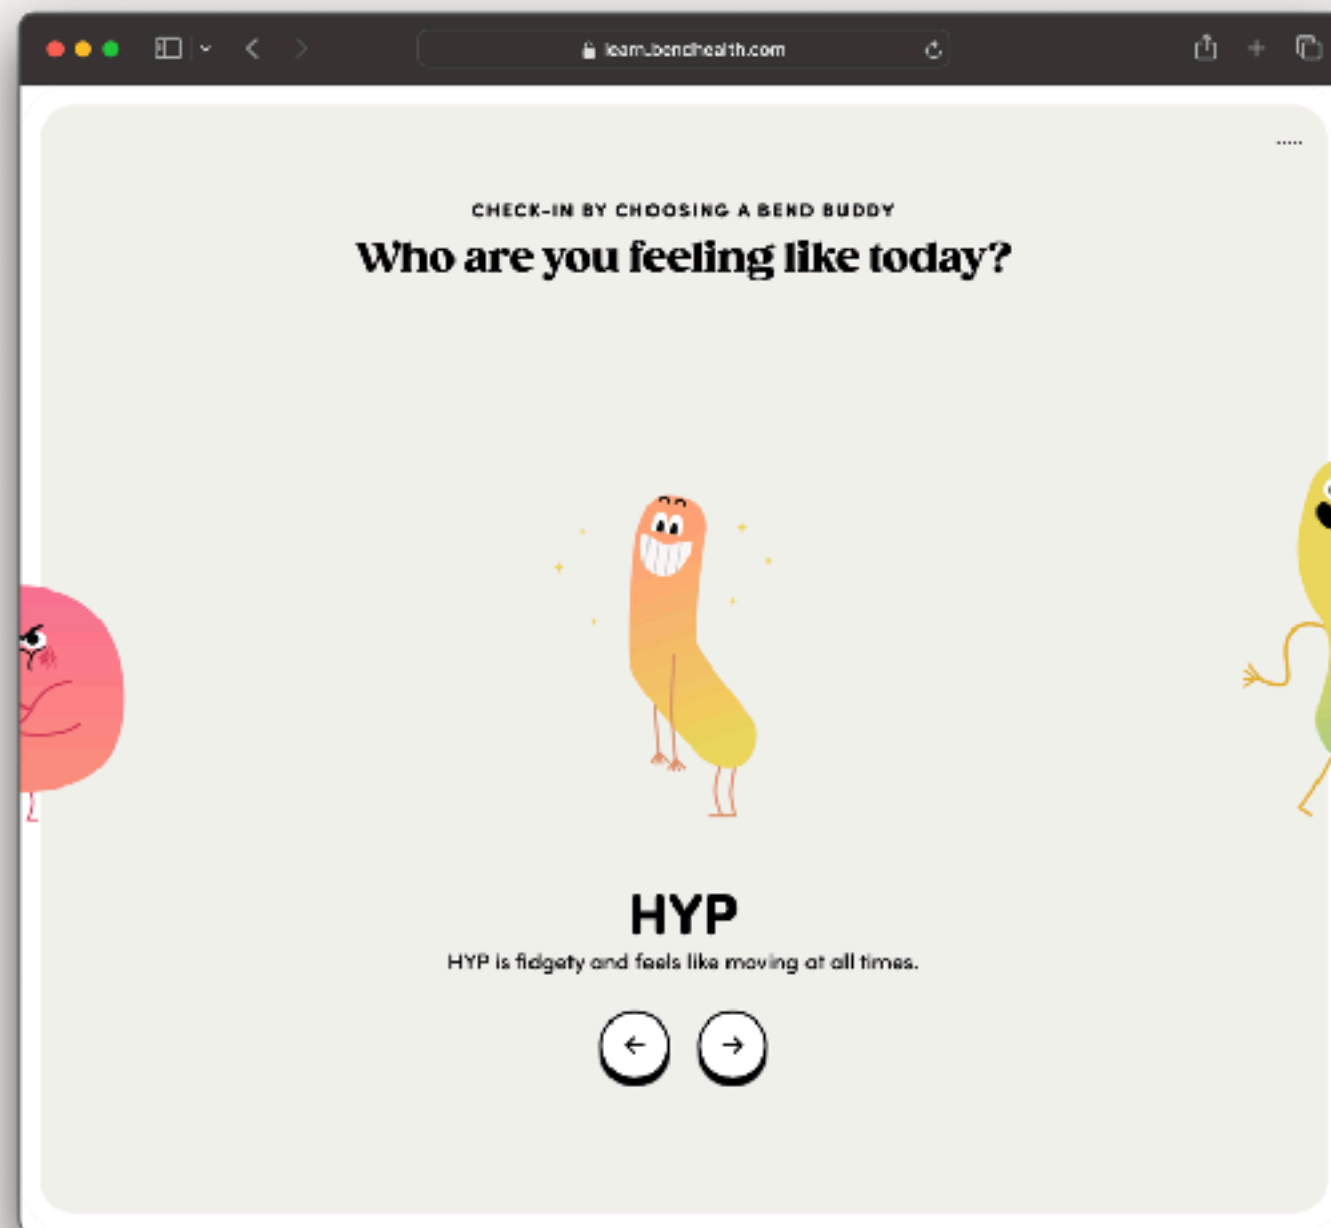 learn.bendhealth.com
CHECK-IN BY CHOOSING A BEND BUDDY
Who are you feeling like today?
HYP
HYP is fidgety and feels like moving at all times.